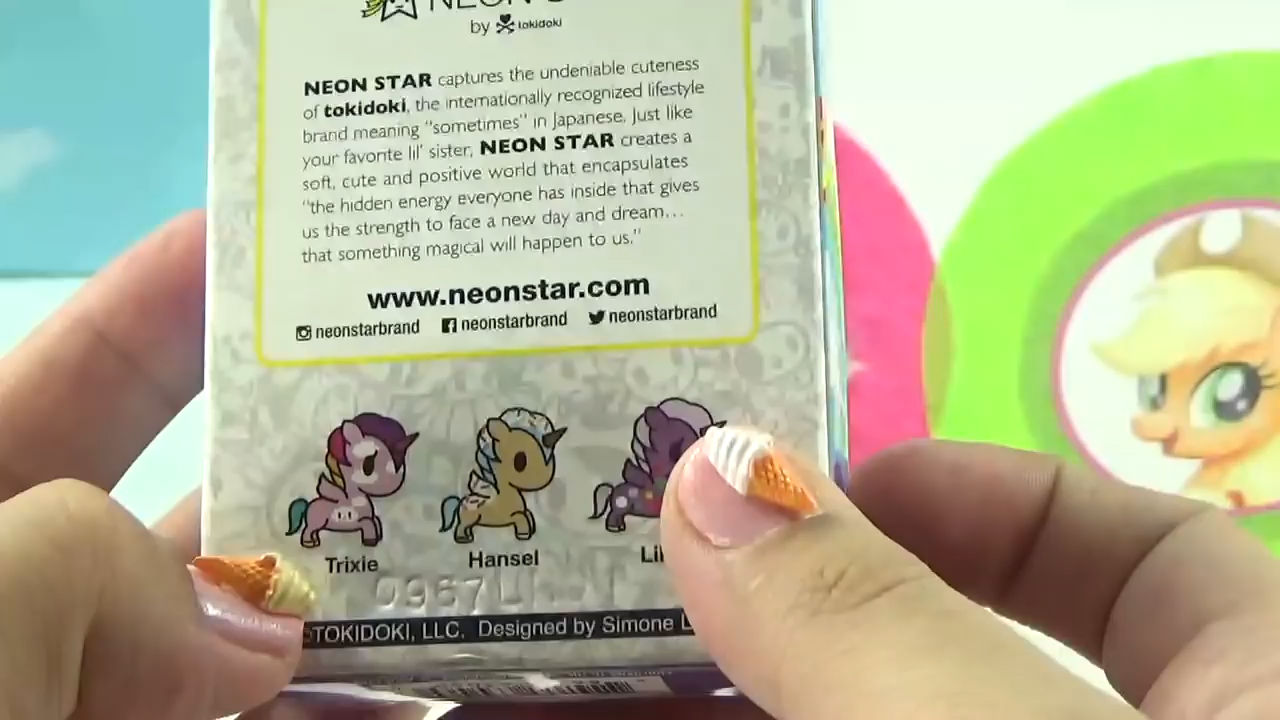 NEON
by tokidoki
NEON STAR captures the undeniable cuteness
of tokidoki, the internationally recognized lifestyle
brand meaning "sometimes" in Japanese. Just like
your favorite lil' sister, NEON STAR creates a
soft, cute and positive world that encapsulates
"the hidden energy everyone has inside that gives
us the strength to face a new day and dream...
that something magical will happen to us."
www.neonstar.com
neonstarbrand neonstarbrand neonstarbrand
Trixie Hansel
TOKIDOKI, LLC. Designed by Simone